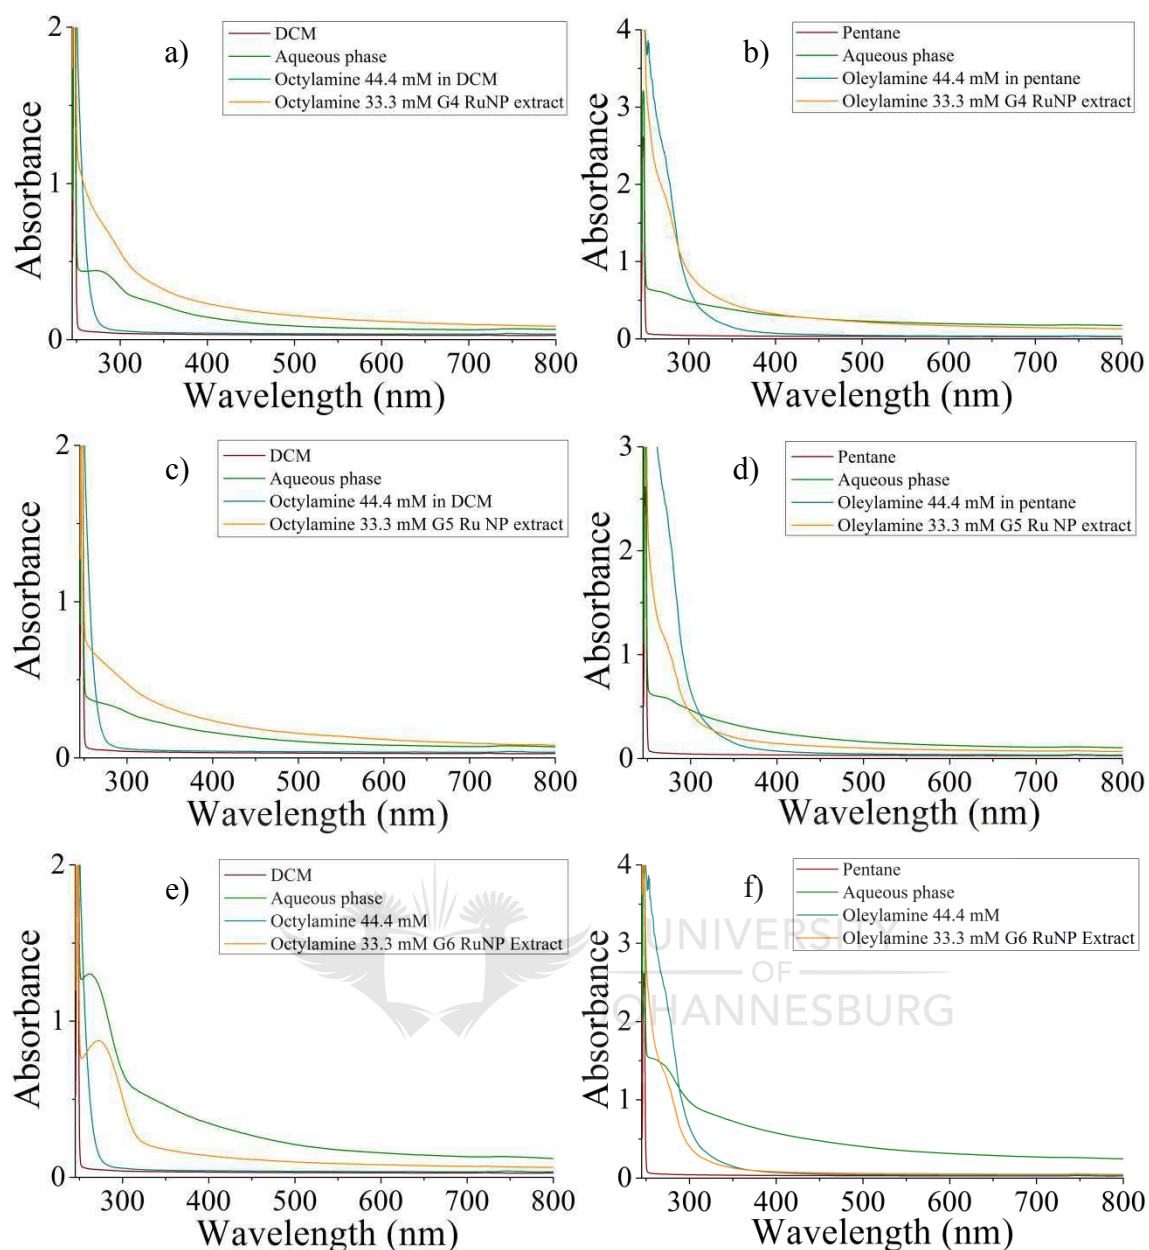 a)
2
1
0
Absorbance
DCM
Aqueous phase
Octylamine 44.4 mM in DCM
Octylamine 33.3 mM G4 RuNP extract
300 400 500 600 700 800
Wavelength (nm)
b)
4
3
2
1
0
Absorbance
Pentane
Aqueous phase
Oleylamine 44.4 mM in pentane
Oleylamine 33.3 mM G4 RuNP extract
300 400 500 600 700 800
Wavelength (nm)
c)
2
1
0
Absorbance
DCM
Aqueous phase
Octylamine 44.4 mM in DCM
Octylamine 33.3 mM G5 Ru NP extract
300 400 500 600 700 800
Wavelength (nm)
d)
3
2
1
0
Absorbance
Pentane
Aqueous phase
Oleylamine 44.4 mM in pentane
Oleylamine 33.3 mM G5 Ru NP extract
300 400 500 600 700 800
Wavelength (nm)
e)
2
1
0
Absorbance
DCM
Aqueous phase
Octylamine 44.4 mM
Octylamine 33.3 mM G6 RuNP Extract
300 400 500 600 700 800
Wavelength (nm)
f)
4
3
2
1
0
Absorbance
Pentane
Aqueous phase
Oleylamine 44.4 mM
Oleylamine 33.3 mM G6 RuNP Extract
300 400 500 600 700 800
Wavelength (nm)
UNIVERSITY
OF
JOHANNESBURG